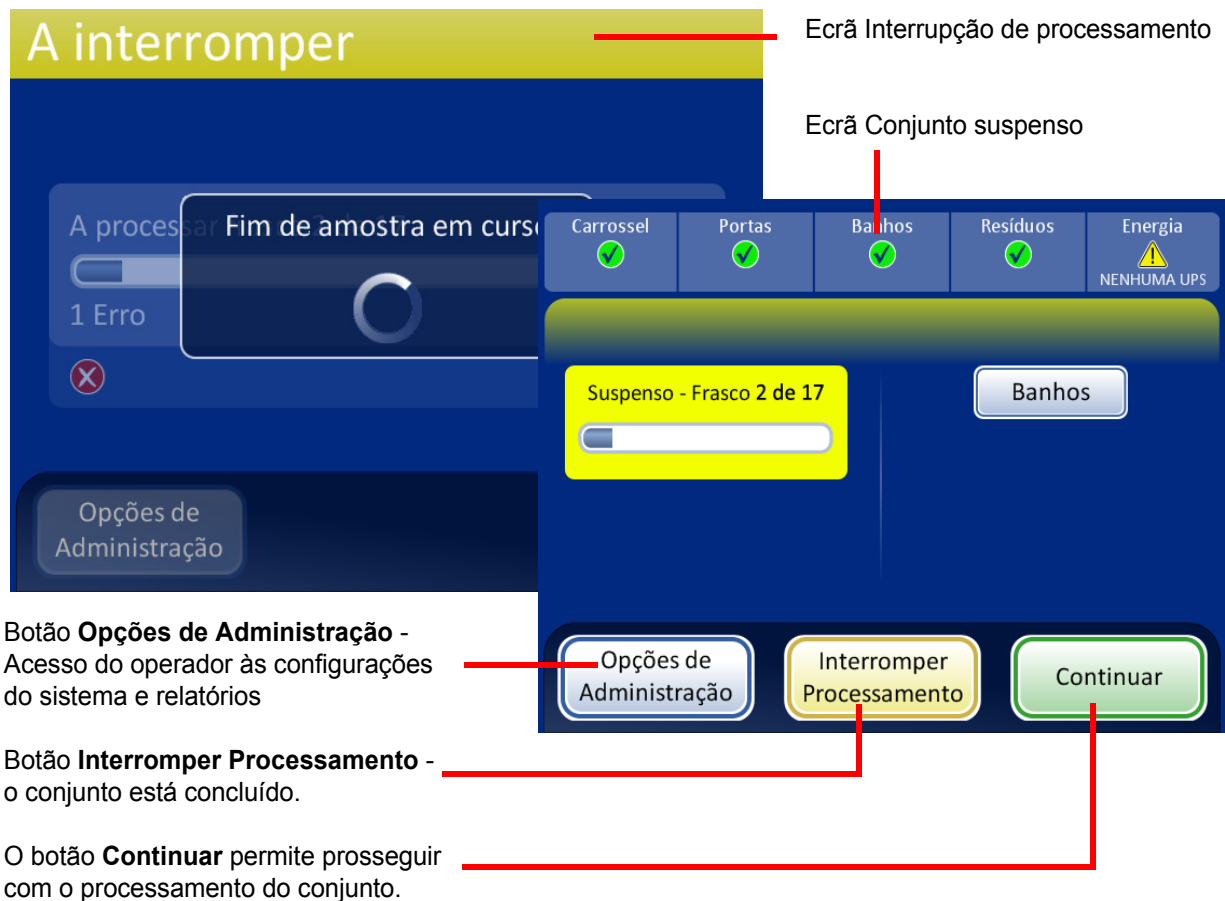 A interromper
Ecrã Interrupção de processamento
Ecrã Conjunto suspenso
A processar
Fim de amostra em curs
1 Erro
Opções de
Administração
Carrossel
Portas
Banhos
Resíduos
Energia
NENHUMA UPS
Suspenso - Frasco 2 de 17
Banhos
Opções de
Administração
Interromper
Processamento
Continuar
Botão Opções de Administração -
Acesso do operador às configurações
do sistema e relatórios
Botão Interromper Processamento -
o conjunto está concluído.
O botão Continuar permite prosseguir
com o processamento do conjunto.